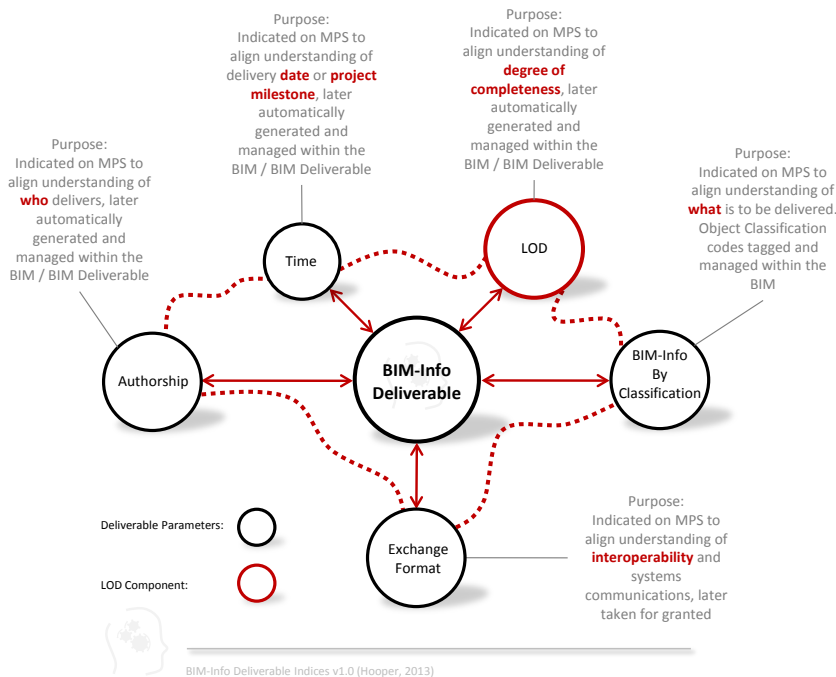 Purpose:
Indicated on MPS to
align understanding of
delivery date or project
milestone, later
automatically
generated and
managed within the
BIM / BIM Deliverable
Purpose:
Indicated on MPS to
align understanding of
degree of
completeness, later
automatically
generated and
managed within the
BIM / BIM Deliverable
Purpose:
Indicated on MPS to
align understanding of
who delivers, later
automatically
generated and
managed within the
BIM / BIM Deliverable
Purpose:
Indicated on MPS to
align understanding of
what is to be delivered.
Object Classification
codes tagged and
managed within the
BIM
Time
LOD
Authorship
BIM-Info
Deliverable
BIM-Info
By
Classification
Exchange
Format
Purpose:
Indicated on MPS to
align understanding of
interoperability and
systems
communications, later
taken for granted
Deliverable Parameters:
LOD Component:
BIM-Info Deliverable Indices v1.0 (Hooper, 2013)